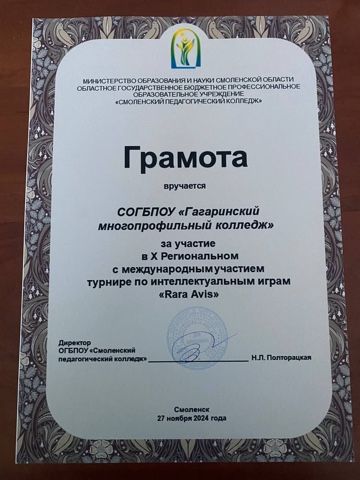 МИНИСТЕРСТВО ОБРАЗОВАНИЯ И НАУКИ СМОЛЕНСКОЙ ОБЛАСТИ
ОБЛАСТНОЕ ГОСУДАРСТВЕННОЕ БЮДЖЕТНОЕ ПРОФЕССИОНАЛЬНОЕ
ОБРАЗОВАТЕЛЬНОЕ УЧРЕЖДЕНИЕ
«СМОЛЕНСКИЙ ПЕДАГОГИЧЕСКИЙ КОЛЛЕДЖ»
Грамота
вручается
СОГБПОУ «Гагаринский
многопрофильный колледж»
за участие
в X Региональном
с международнымучастием
турнире по интеллектуальным играм
«Rara Avis»
Директор
ОГБПОУ «Смоленский
педагогический колледж» Н.П. Полторацкая
Смоленск
27 ноября 2024 года